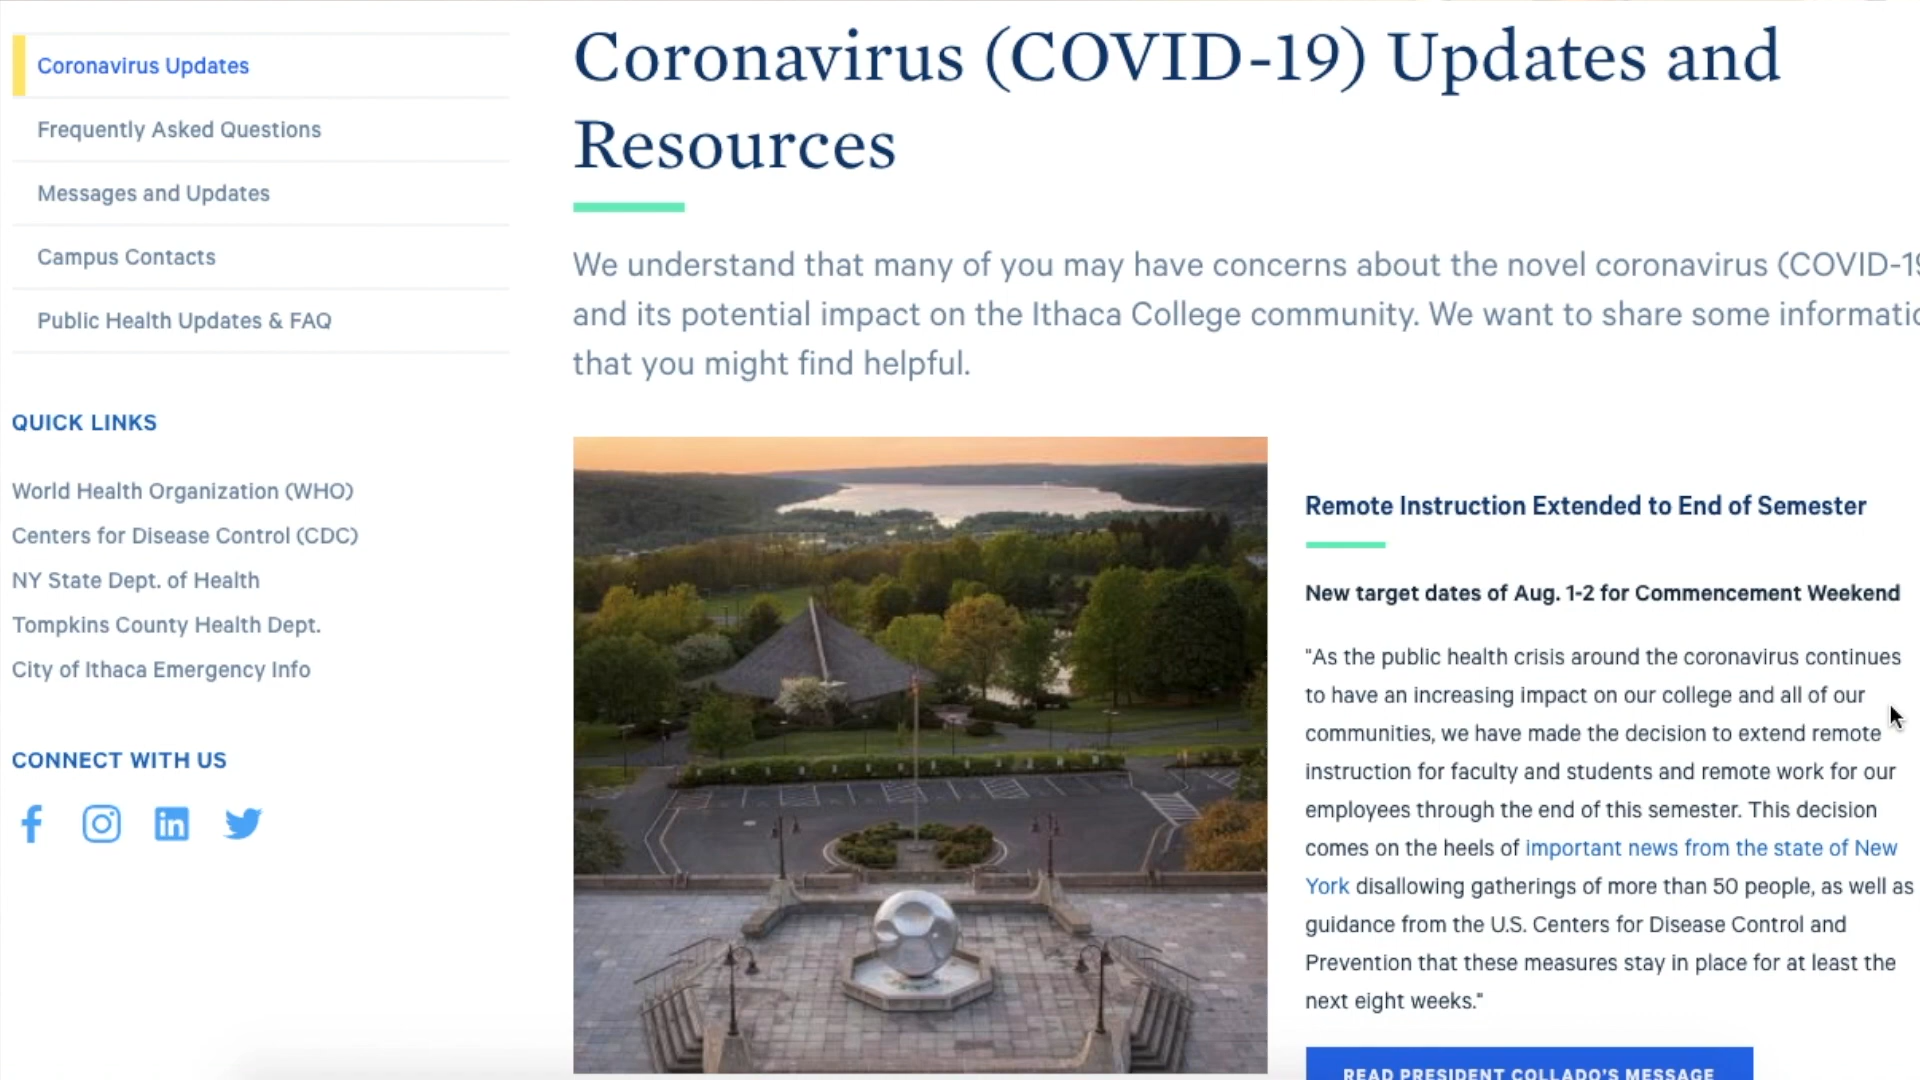 Coronavirus Updates
Frequently Asked Questions
Messages and Updates
Campus Contacts
Public Health Updates & FAQ
QUICK LINKS
World Health Organization (WHO)
Centers for Disease Control (CDC)
NY State Dept. of Health
Tompkins County Health Dept.
City of Ithaca Emergency Info
CONNECT WITH US
Coronavirus (COVID-19) Updates and
Resources
We understand that many of you may have concerns about the novel coronavirus (COVID-19
and its potential impact on the Ithaca College community. We want to share some informatio
that you might find helpful.
Remote Instruction Extended to End of Semester
New target dates of Aug. 1-2 for Commencement Weekend
"As the public health crisis around the coronavirus continues
to have an increasing impact on our college and all of our
communities, we have made the decision to extend remote
instruction for faculty and students and remote work for our
employees through the end of this semester. This decision
comes on the heels of important news from the state of New
York disallowing gatherings of more than 50 people, as well as
guidance from the U.S. Centers for Disease Control and
Prevention that these measures stay in place for at least the
next eight weeks."
READ PRESIDENT COLLADO'S MESSAGE